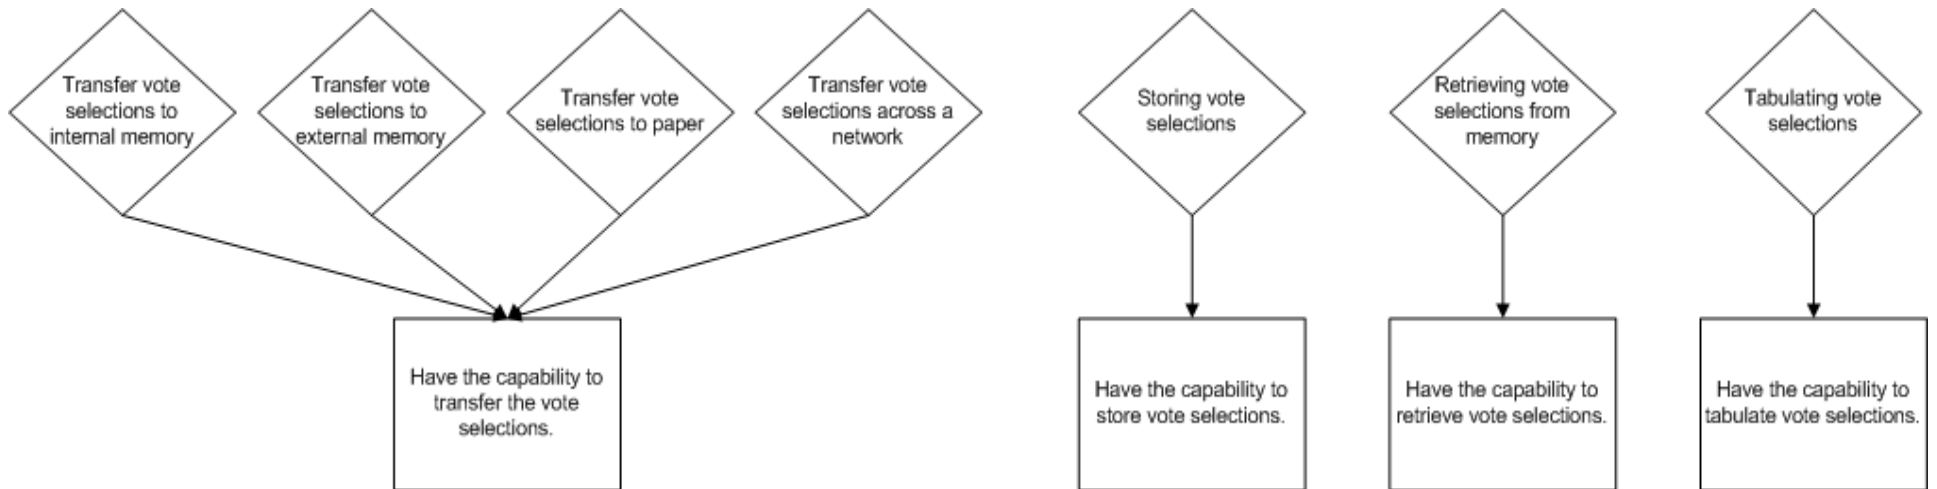 Transfer vote
selections to
internal memory
Transfer vote
selections to
external memory
Transfer vote
selections to paper
Transfer vote
selections across a
network
Storing vote
selections
Retrieving vote
selections from
memory
Tabulating vote
selections
Have the capability to
transfer the vote
selections.
Have the capability to
store vote selections.
Have the capability to
retrieve vote selections.
Have the capability to
tabulate vote selections.